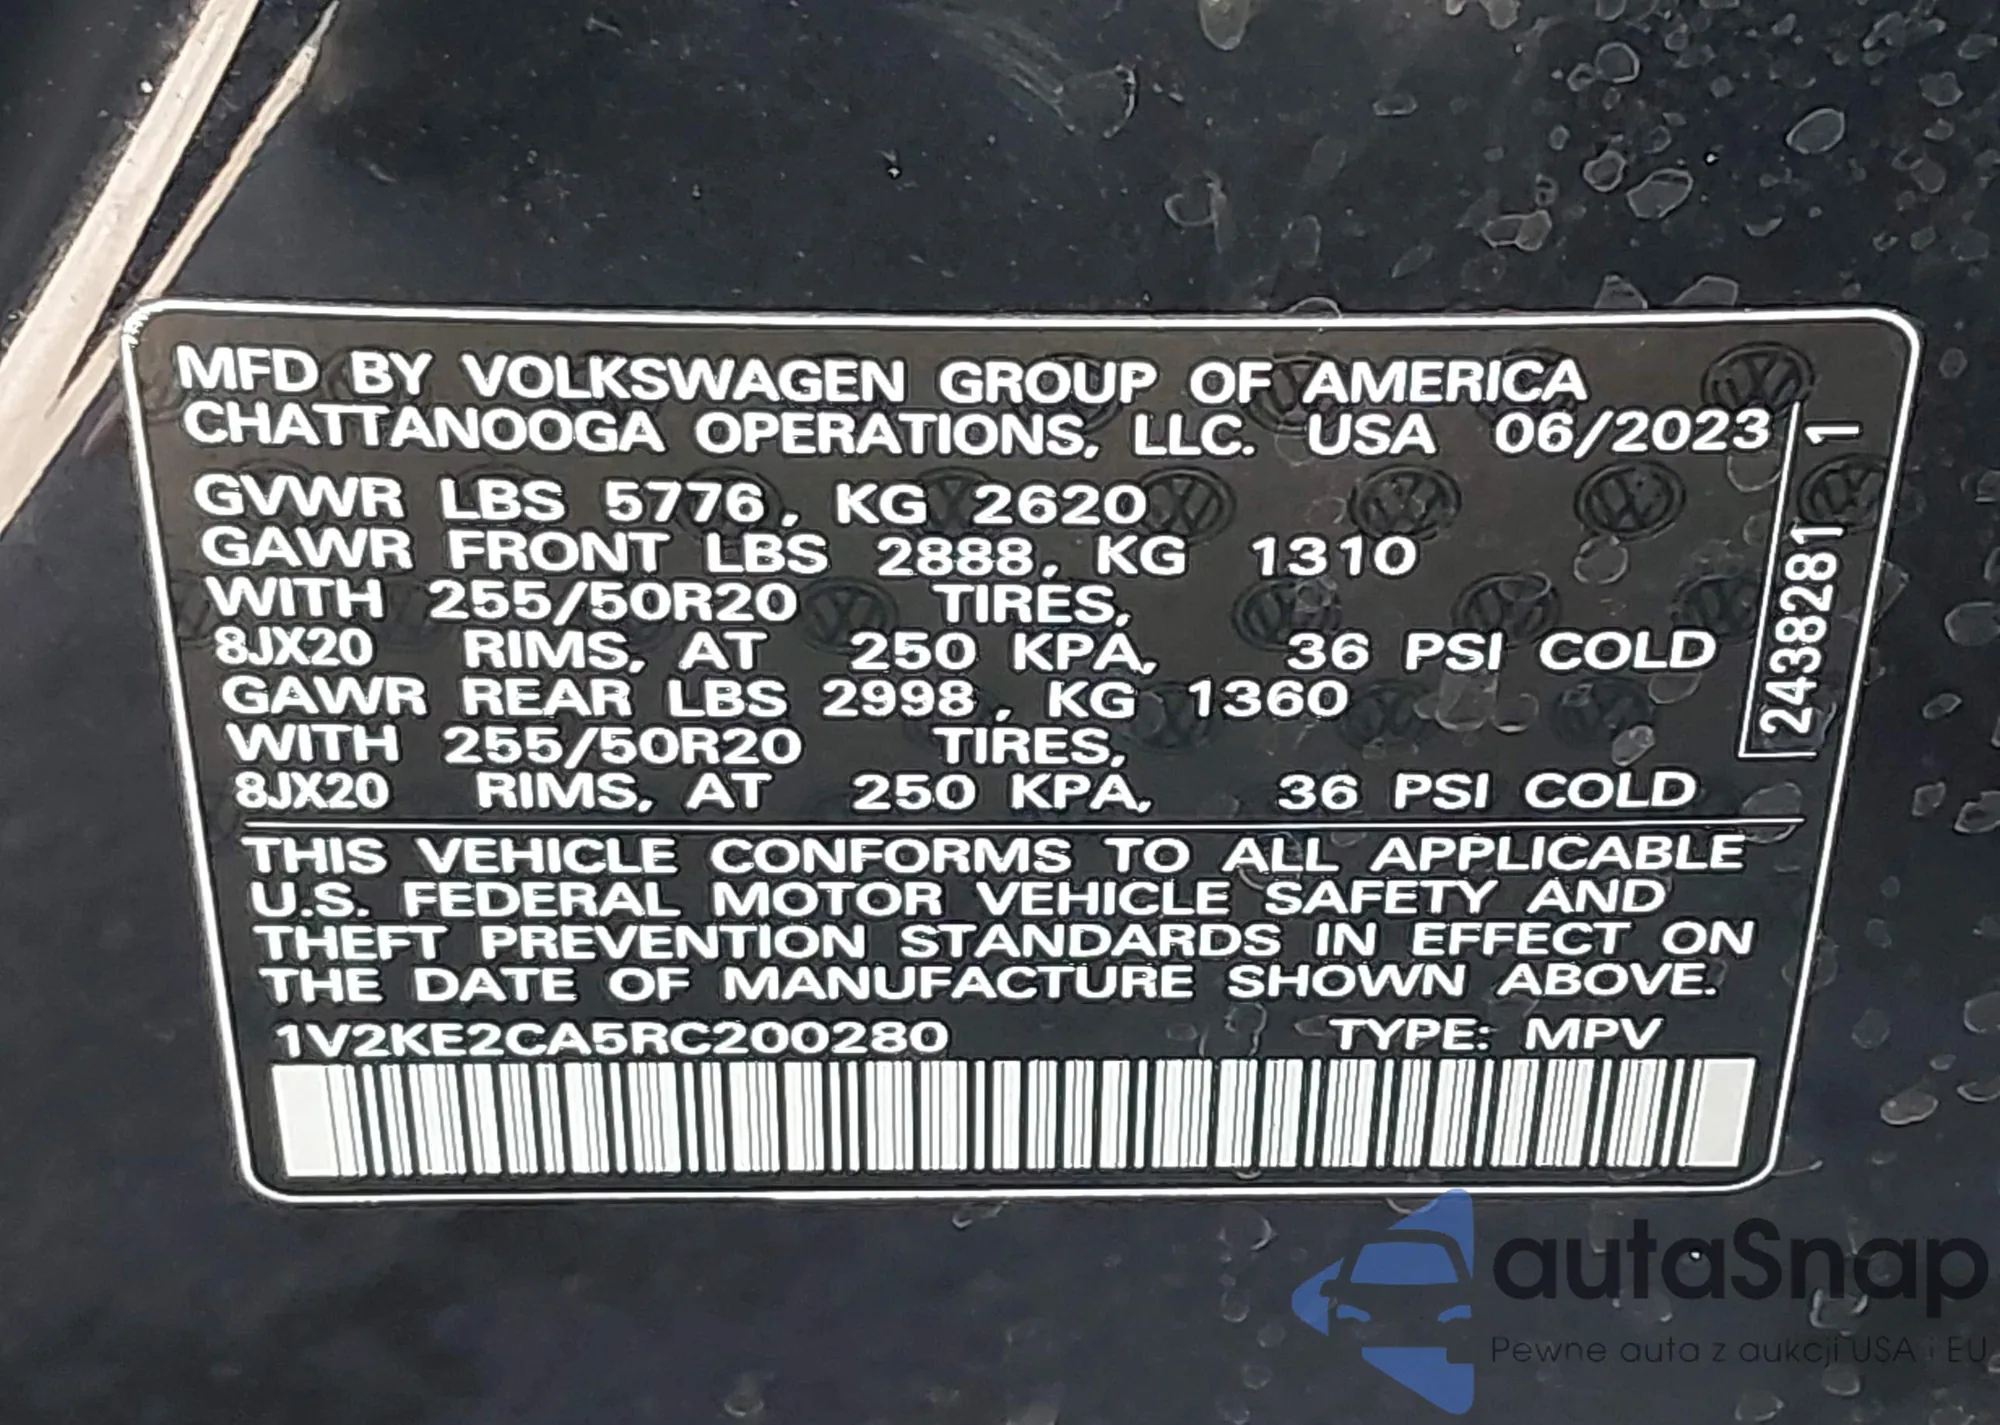 MFD BY VOLKSWAGEN GROUP OF AMERICA
CHATTANOOGA OPERATIONS, LLC. USA 06/2023
GVWR LBS 5776, KG 2620
GAWR FRONT LBS 2888, KG 1310
WITH 255/50R20 TIRES,
8JX20 RIMS, AT 250 KPA, 36 PSI COLD
GAWR REAR LBS 2998, KG 1360
WITH 255/50R20 TIRES,
8JX20 RIMS, AT 250 KPA, 36 PSI COLD
2438281 1
THIS VEHICLE CONFORMS TO ALL APPLICABLE
U.S. FEDERAL MOTOR VEHICLE SAFETY AND
THEFT PREVENTION STANDARDS IN EFFECT ON
THE DATE OF MANUFACTURE SHOWN ABOVE.
1V2KE2CA5RC200280 TYPE: MPV
autaSnap
Pewne auta z aukcji USA i EU